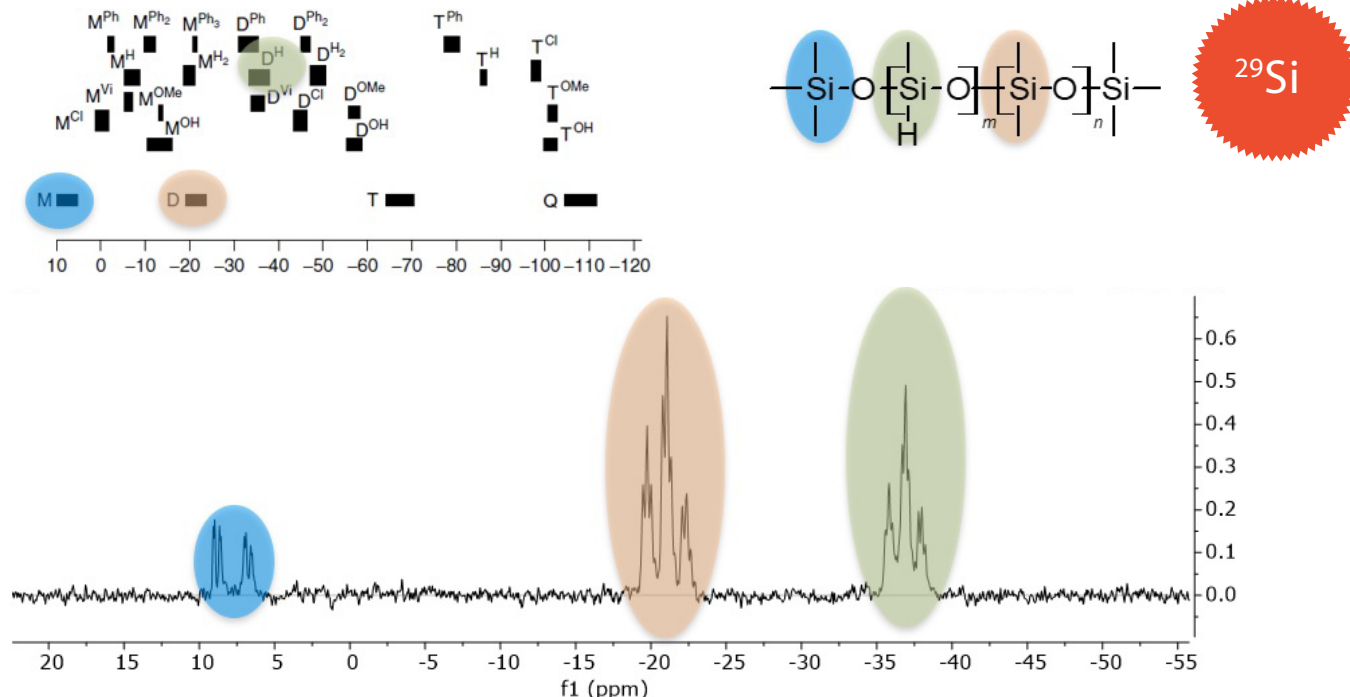 M^Ph M^Ph2 M^Ph3 D^Ph D^Ph2 T^Ph
M^H M^H2 D^H D^H2 T^H T^Cl
M^Vi M^OMe D^Vi D^Cl D^OMe T^OMe
M^Cl M^OH D^OH T^OH
M D T Q
10 0 −10 −20 −30 −40 −50 −60 −70 −80 −90 −100 −110 −120
Si O Si O Si O Si
H m n
29Si
0.6
0.5
0.4
0.3
0.2
0.1
0.0
20 15 10 5 0 -5 -10 -15 -20 -25 -30 -35 -40 -45 -50 -55
f1 (ppm)